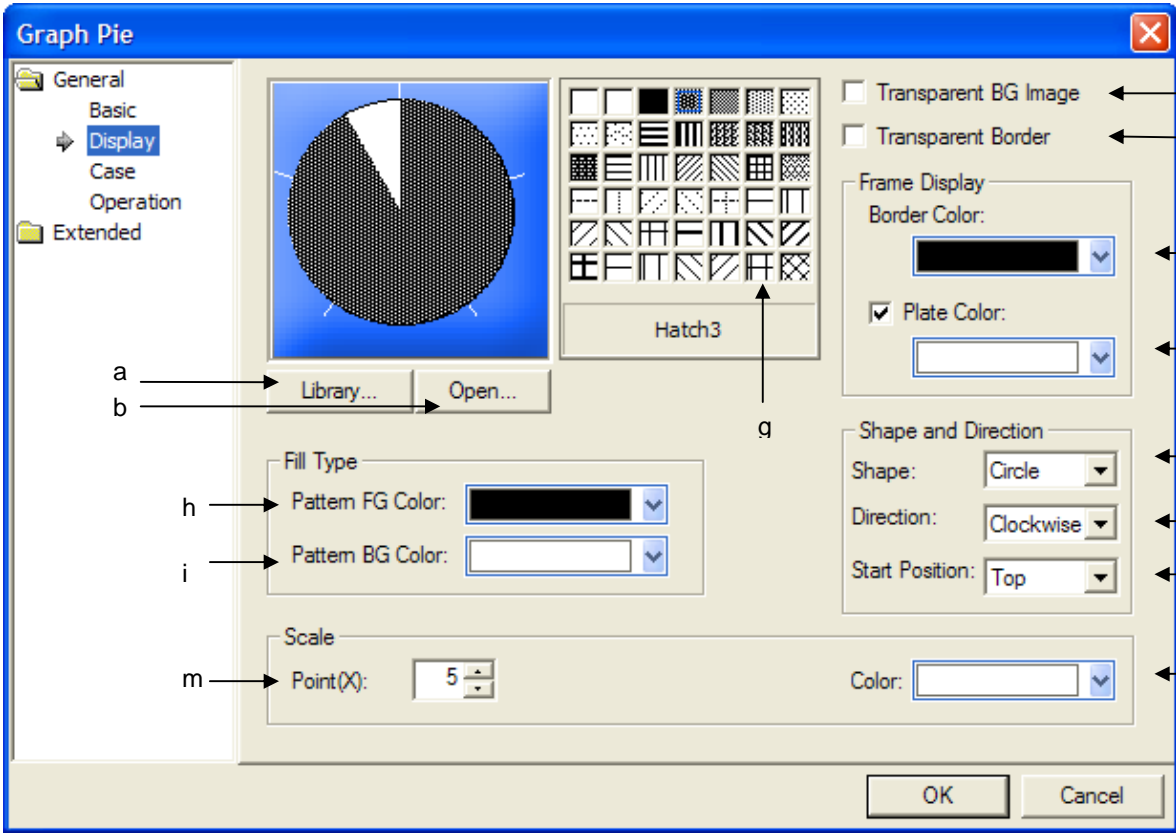 Graph Pie
General
Basic
Display
Case
Operation
Extended
Transparent BG Image
Transparent Border
Frame Display
Border Color:
Plate Color:
Hatch3
a
b
Library...
Open...
g
Fill Type
h
Pattern FG Color:
i
Pattern BG Color:
Shape and Direction
Shape:
Circle
Direction:
Clockwise
Start Position:
Top
Scale
m
Point(X):
5
Color:
OK
Cancel